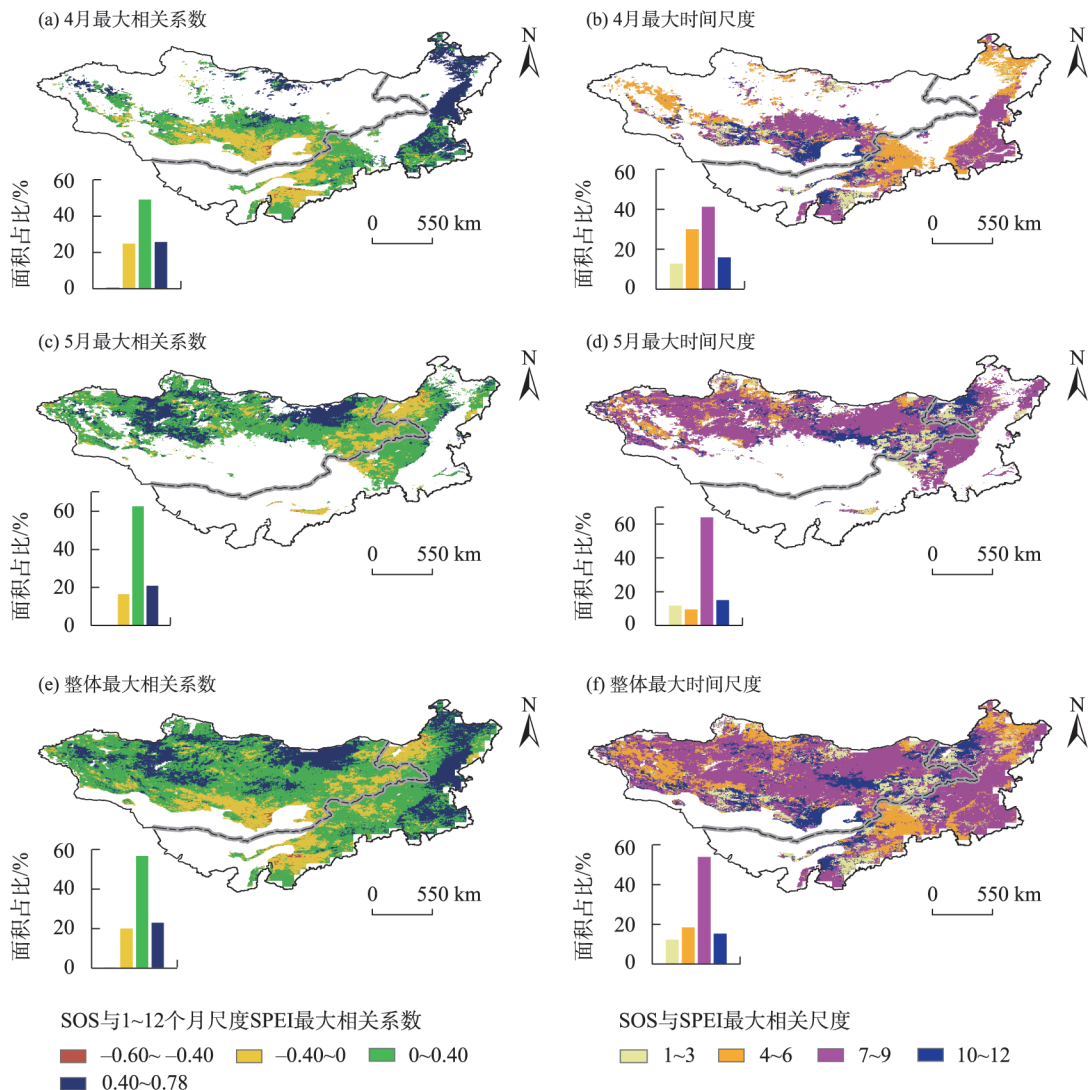 (a) 4月最大相关系数
N
面积占比/%
60
40
20
0
0 550 km
(b) 4月最大时间尺度
N
面积占比/%
60
40
20
0
0 550 km
(c) 5月最大相关系数
N
面积占比/%
60
40
20
0
0 550 km
(d) 5月最大时间尺度
N
面积占比/%
60
40
20
0
0 550 km
(e) 整体最大相关系数
N
面积占比/%
60
40
20
0
0 550 km
(f) 整体最大时间尺度
N
面积占比/%
60
40
20
0
0 550 km
SOS与1~12个月尺度SPEI最大相关系数
−0.60~ −0.40 −0.40~0 0~0.40
0.40~0.78
SOS与SPEI最大相关尺度
1~3 4~6 7~9 10~12